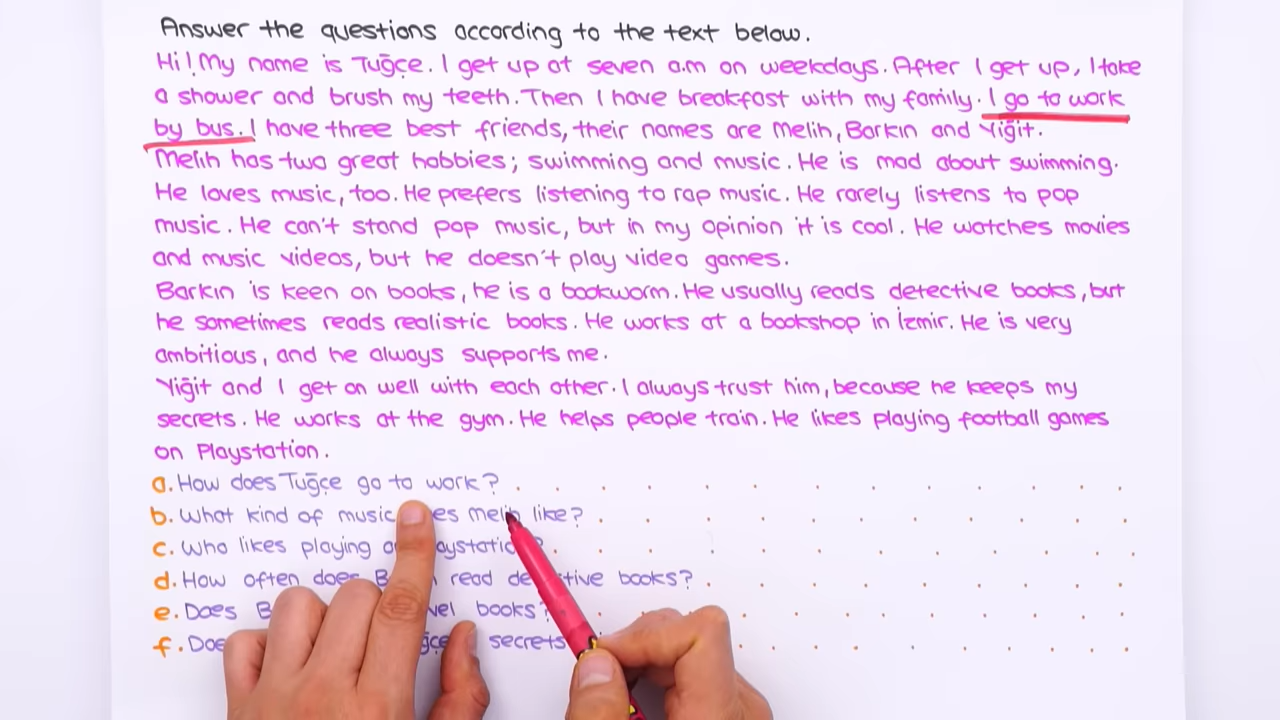 Answer the questions according to the text below.
Hi! My name is Tuğçe. I get up at seven a.m on weekdays. After I get up, I take
a shower and brush my teeth. Then I have breakfast with my family. I go to work
by bus. I have three best friends, their names are Melih, Barkın and Yiğit.
Melih has two great hobbies; swimming and music. He is mad about swimming.
He loves music, too. He prefers listening to rap music. He rarely listens to pop
music. He can't stand pop music, but in my opinion it is cool. He watches movies
and music videos, but he doesn't play video games.
Barkın is keen on books, he is a bookworm. He usually reads detective books, but
he sometimes reads realistic books. He works at a bookshop in İzmir. He is very
ambitious, and he always supports me.
Yiğit and I get on well with each other. I always trust him, because he keeps my
secrets. He works at the gym. He helps people train. He likes playing football games
on Playstation.
a. How does Tuğçe go to work?
b. What kind of music Melih like?
c. Who likes playing
d. How often does read detective books?
e. Does books?
f. secrets